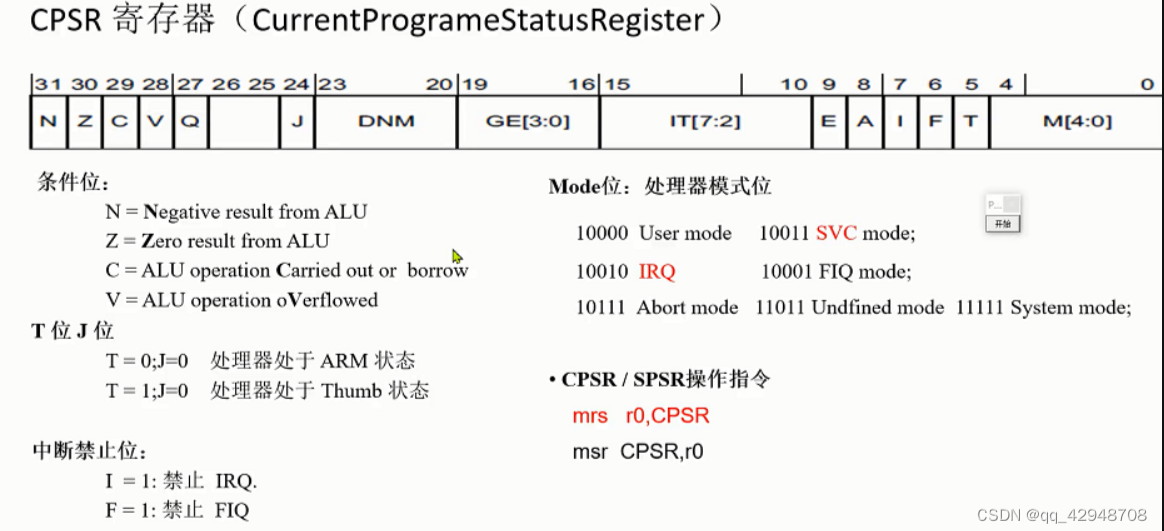 CPSR 寄存器（CurrentProgrameStatusRegister）
31 30 29 28 27 26 25 24 23 20 19 16 15 10 9 8 7 6 5 4 0
N Z C V Q J DNM GE[3:0] IT[7:2] E A I F T M[4:0]
条件位：
N = Negative result from ALU
Z = Zero result from ALU
C = ALU operation Carried out or borrow
V = ALU operation oVerflowed
T 位 J 位
T = 0;J=0 处理器处于 ARM 状态
T = 1;J=0 处理器处于 Thumb 状态
中断禁止位：
I = 1: 禁止 IRQ.
F = 1: 禁止 FIQ
Mode位：处理器模式位
10000 User mode 10011 SVC mode;
10010 IRQ 10001 FIQ mode;
10111 Abort mode 11011 Undfined mode 11111 System mode;
• CPSR / SPSR操作指令
mrs r0,CPSR
msr CPSR,r0
P...
开始
CSDN @qq_42948708